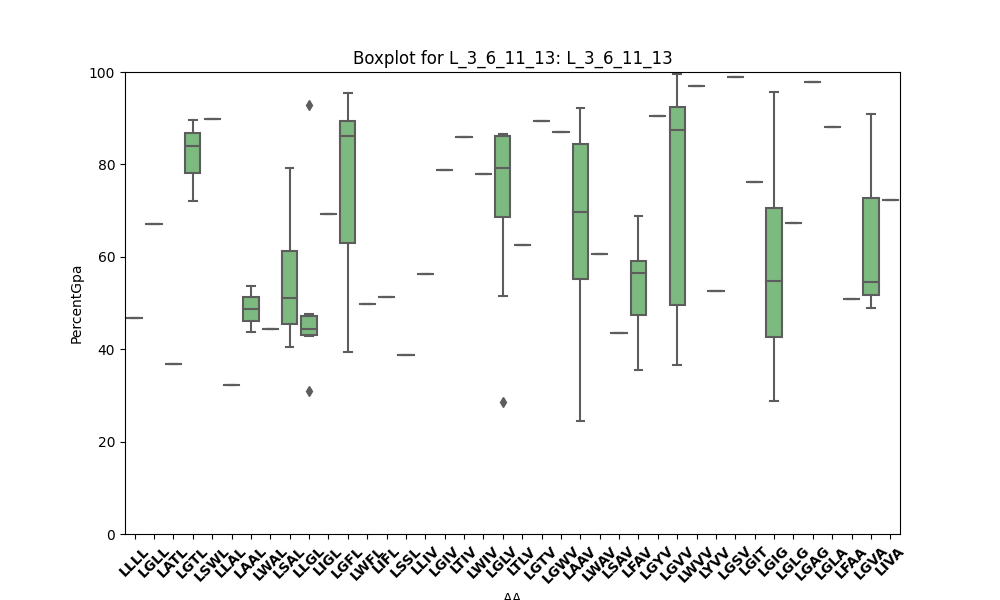 Boxplot for L_3_6_11_13: L_3_6_11_13
100
80
60
40
20
0
PercentGpa
LLLL
LGLL
LATL
LGTL
LSWL
LLAL
LAAL
LWAL
LSAL
LLGL
LIGL
LGFL
LWFL
LIFL
LSSL
LLIV
LGIV
LTIV
LWIV
LGLV
LTLV
LGTV
LGWV
LAAV
LWAV
LSAV
LFAV
LGYV
LGVV
LWVV
LYVV
LGSV
LGIT
LGIG
LGLG
LGAG
LGLA
LFAA
LGVA
LIVA
AA